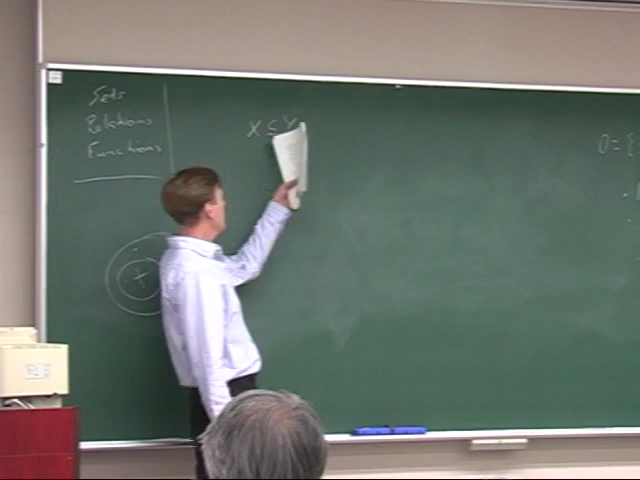 Sets
Relations
Functions
X ⊆ Y
+
0 = {